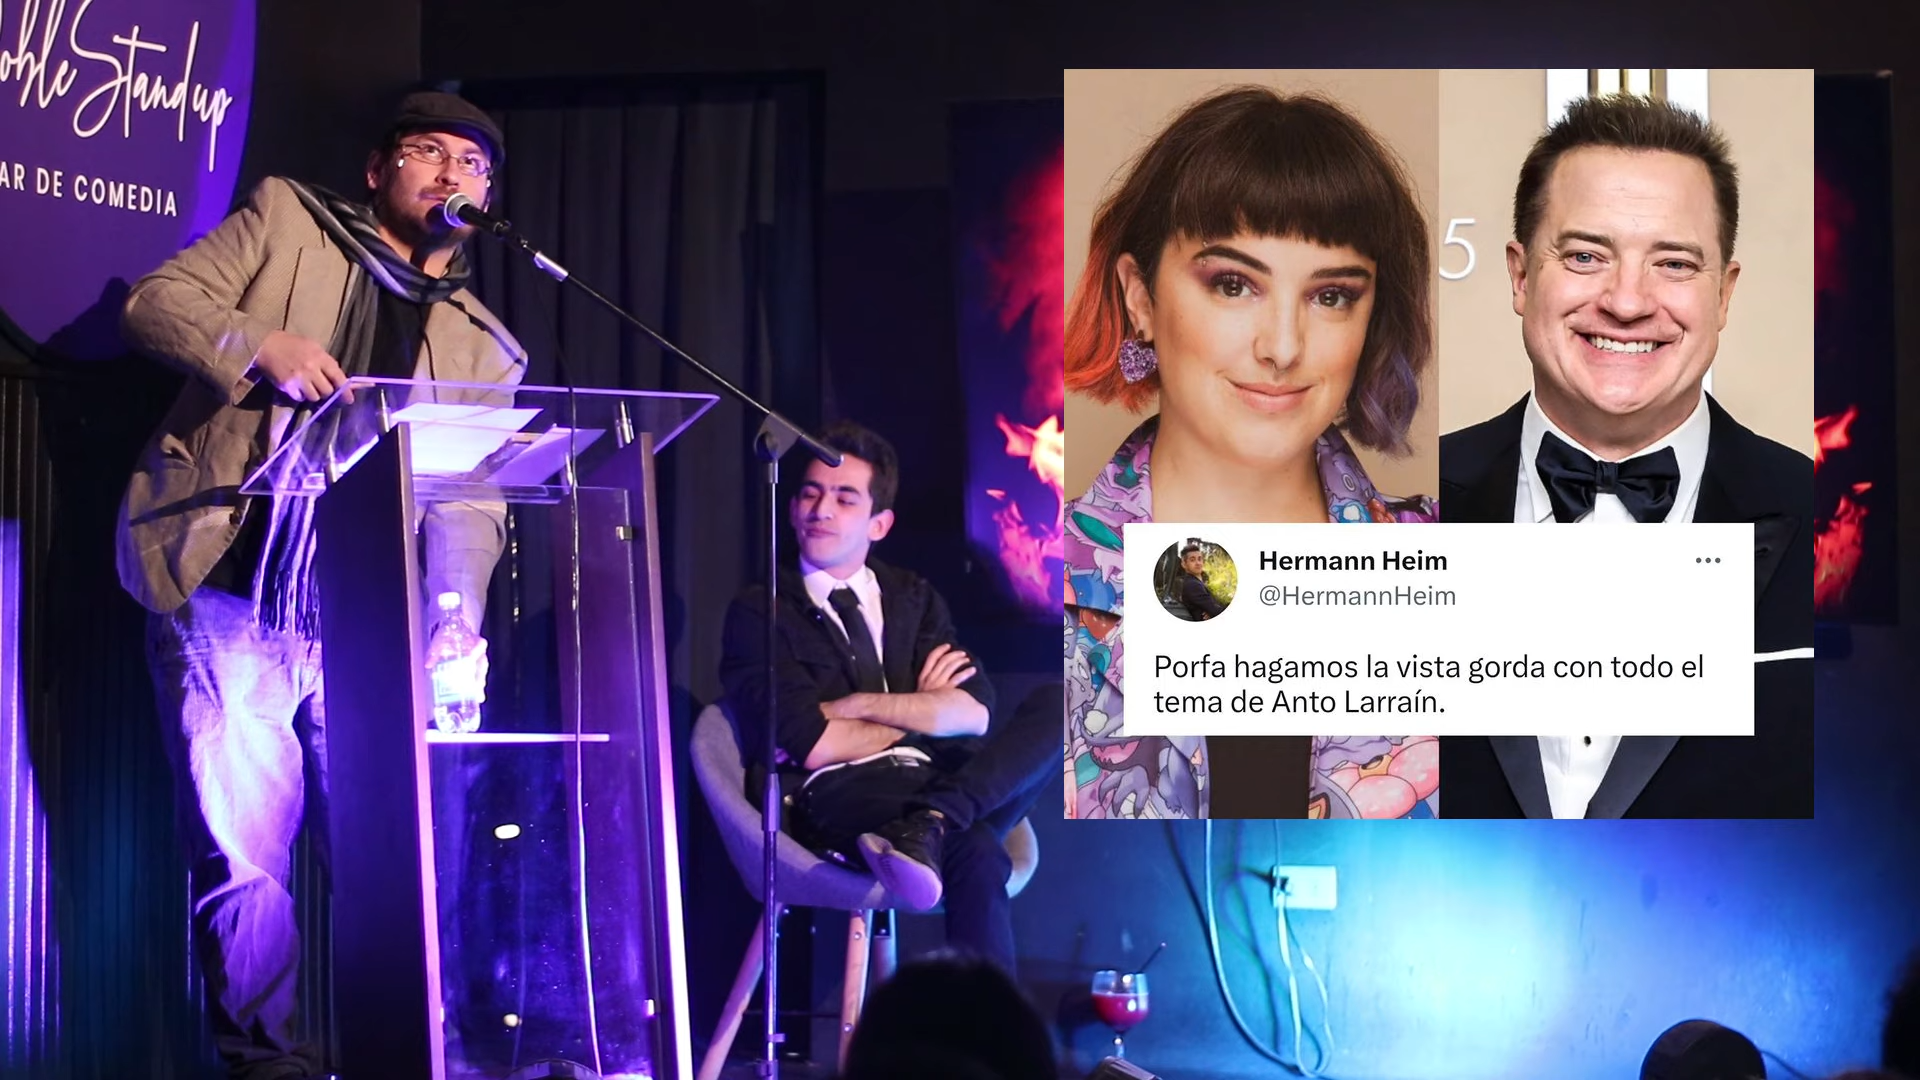 Standup
AR DE COMEDIA
5
Hermann Heim
@HermannHeim
Porfa hagamos la vista gorda con todo el
tema de Anto Larraín.